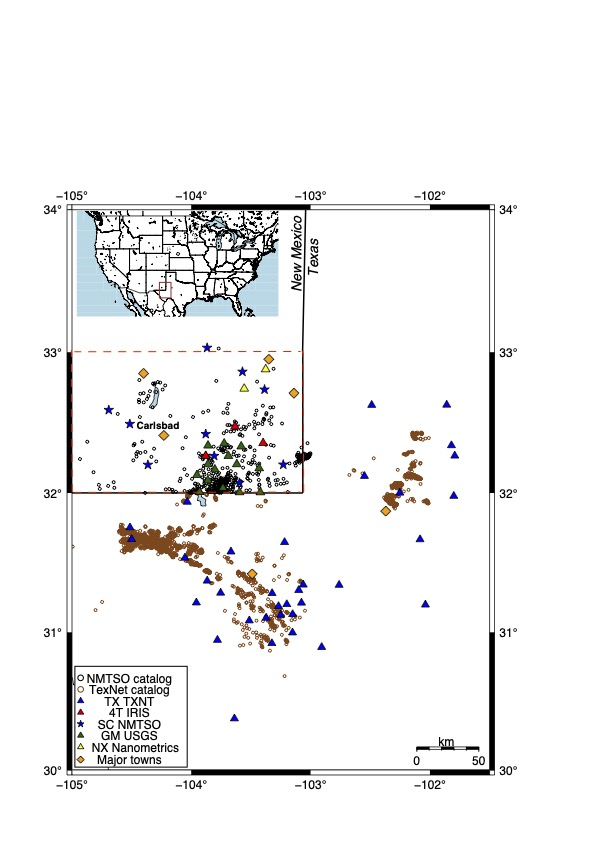 −105° −104° −103° −102°
34° 34°
New Mexico
Texas
33° 33°
Carlsbad
32° 32°
31° 31°
NMTSO catalog
TexNet catalog
TX TXNT
4T IRIS
SC NMTSO
GM USGS
NX Nanometrics
Major towns
km
0 50
30° 30°
−105° −104° −103° −102°